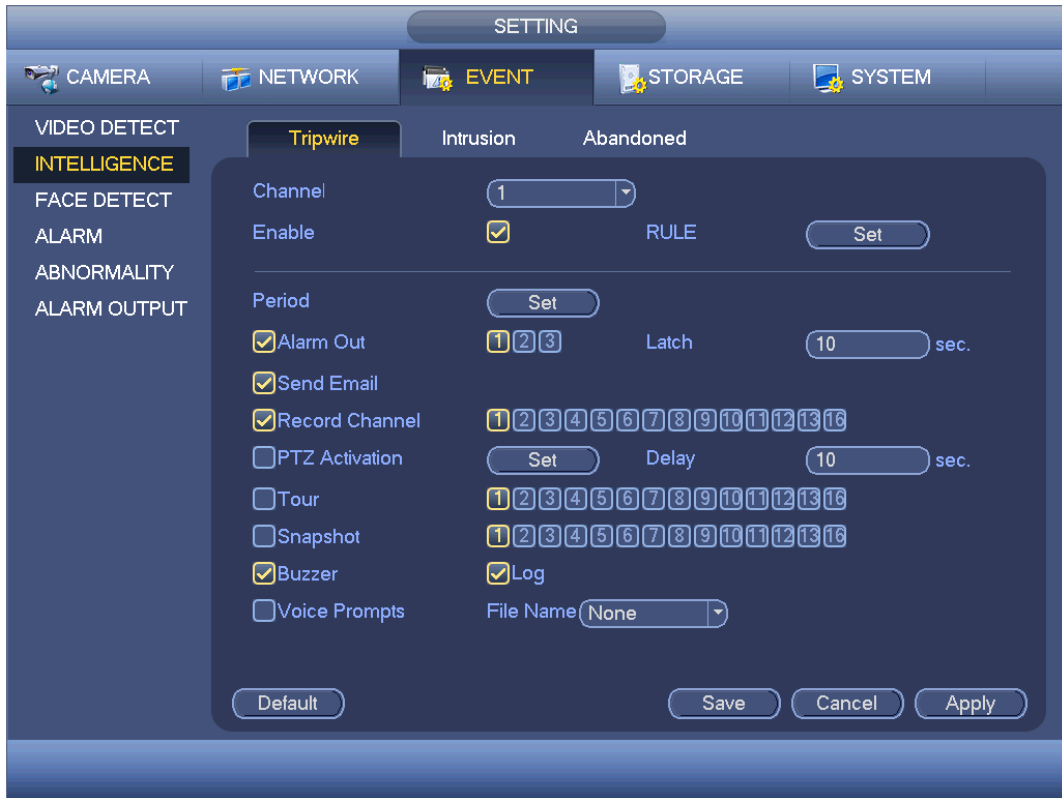 SETTING
CAMERA NETWORK EVENT STORAGE SYSTEM
VIDEO DETECT
INTELLIGENCE
FACE DETECT
ALARM
ABNORMALITY
ALARM OUTPUT
Tripwire Intrusion Abandoned
Channel 1
Enable RULE Set
Period Set
Alarm Out 1 2 3 Latch 10 sec.
Send Email
Record Channel 1 2 3 4 5 6 7 8 9 10 11 12 13 16
PTZ Activation Set Delay 10 sec.
Tour 1 2 3 4 5 6 7 8 9 10 11 12 13 16
Snapshot 1 2 3 4 5 6 7 8 9 10 11 12 13 16
Buzzer Log
Voice Prompts File Name None
Default Save Cancel Apply